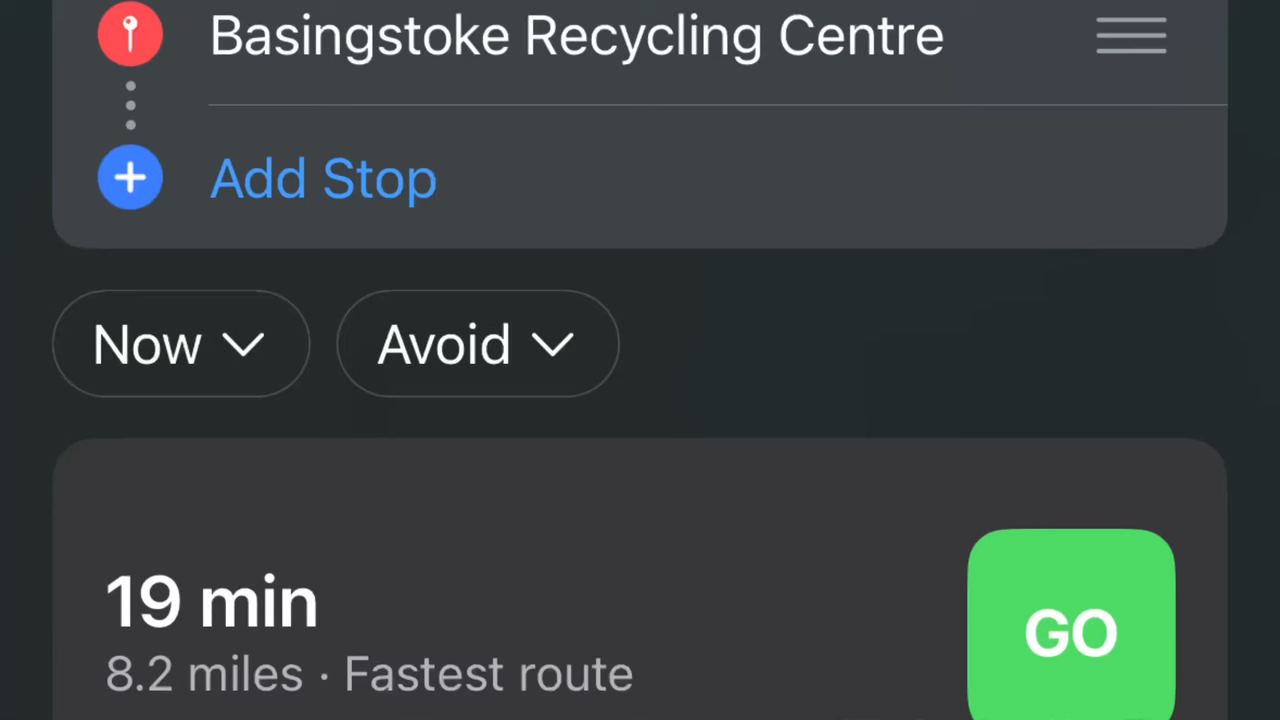 Basingstoke Recycling Centre
Add Stop
Now
Avoid
19 min
8.2 miles · Fastest route
GO